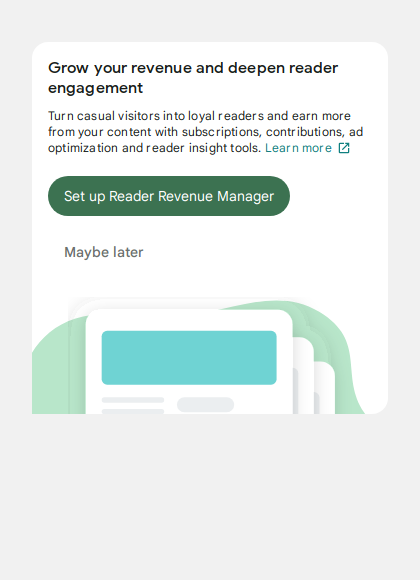 Grow your revenue and deepen reader
engagement
Turn casual visitors into loyal readers and earn more
from your content with subscriptions, contributions, ad
optimization and reader insight tools. Learn more
Set up Reader Revenue Manager
Maybe later